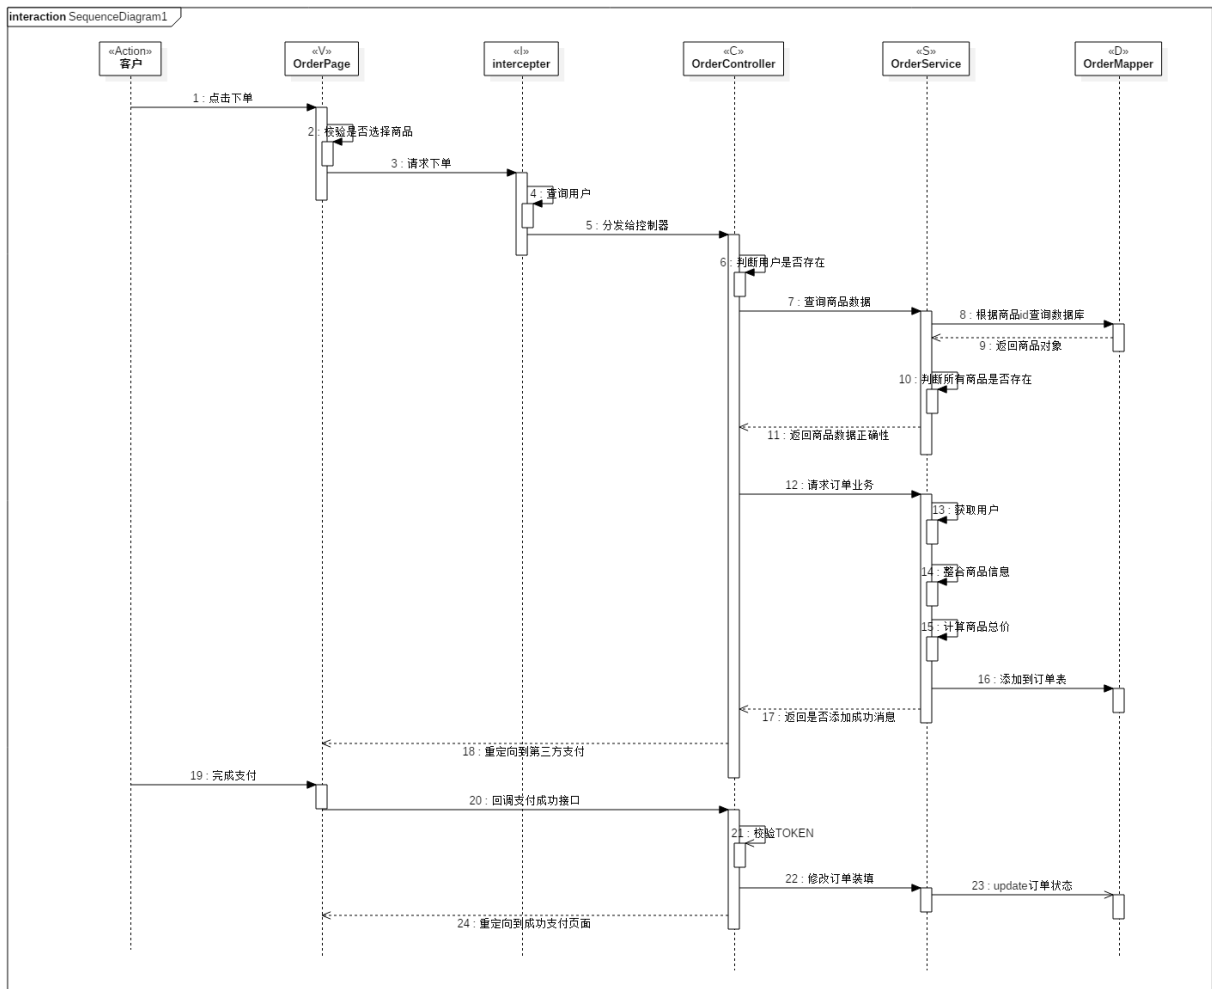 interaction SequenceDiagram1
«Action»
客户
«V»
OrderPage
«I»
intercepter
«C»
OrderController
«S»
OrderService
«D»
OrderMapper
1 : 点击下单
2 : 校验是否选择商品
3 : 请求下单
4 : 查询用户
5 : 分发给控制器
6 : 判断用户是否存在
7 : 查询商品数据
8 : 根据商品id查询数据库
9 : 返回商品对象
10 : 判断所有商品是否存在
11 : 返回商品数据正确性
12 : 请求订单业务
13 : 获取用户
14 : 整合商品信息
15 : 计算商品总价
16 : 添加到订单表
17 : 返回是否添加成功消息
18 : 重定向到第三方支付
19 : 完成支付
20 : 回调支付成功接口
21 : 校验TOKEN
22 : 修改订单装填
23 : update订单状态
24 : 重定向到成功支付页面